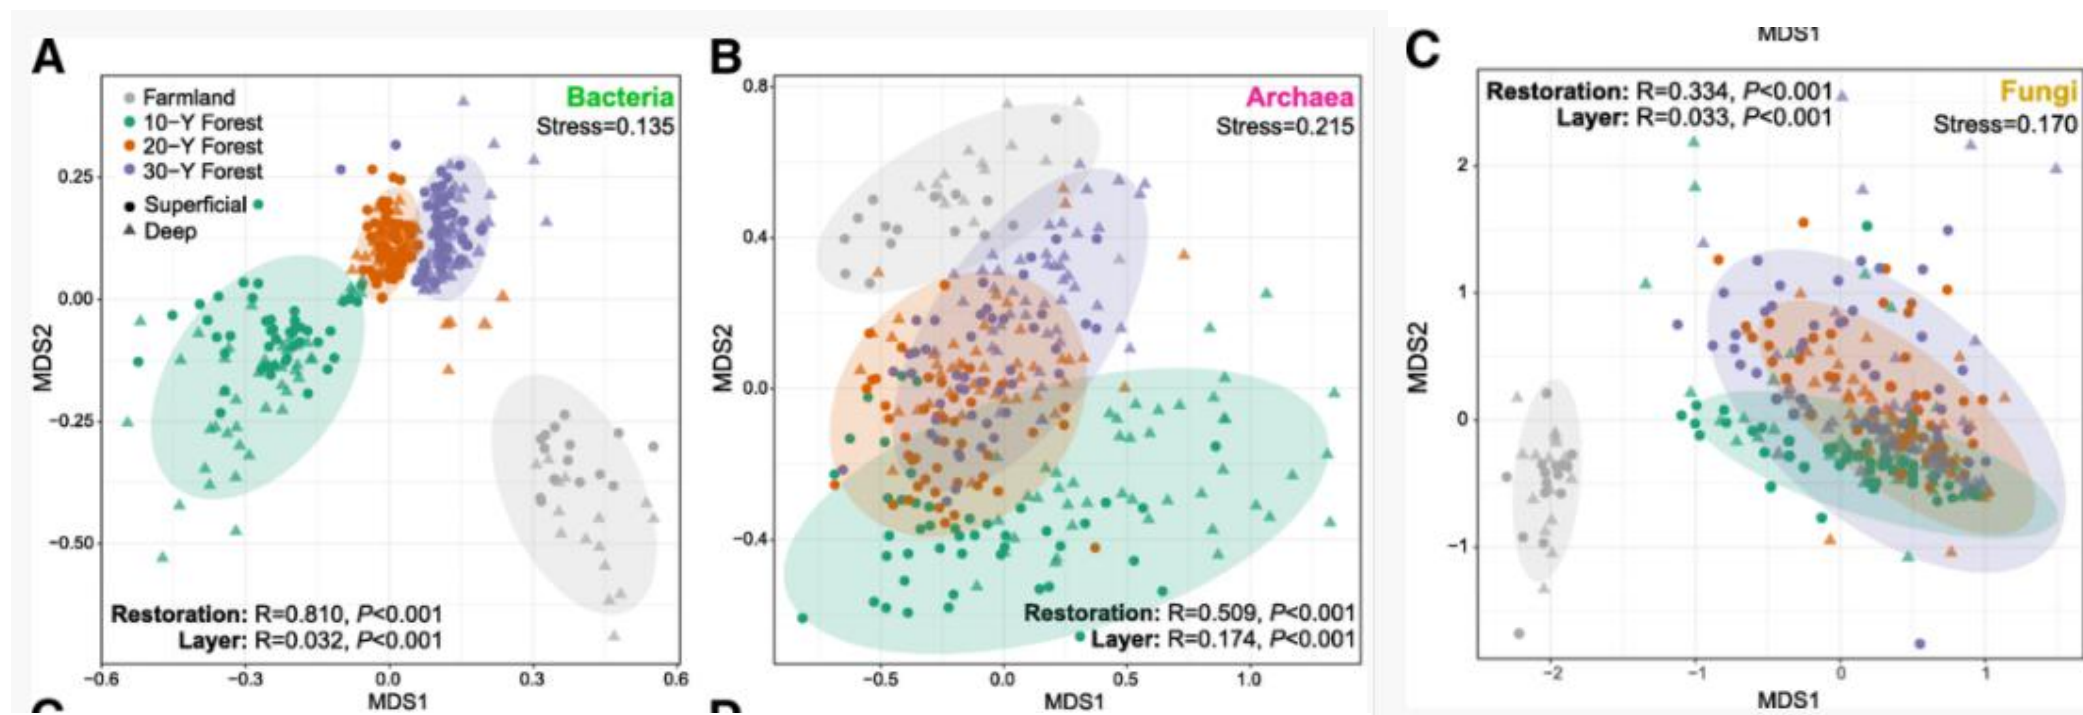 A
Bacteria
Stress=0.135
Farmland
10−Y Forest
20−Y Forest
30−Y Forest
Superficial
Deep
0.25
0.00
−0.25
−0.50
MDS2
Restoration: R=0.810, P<0.001
Layer: R=0.032, P<0.001
−0.6
−0.3
0.0
0.3
0.6
MDS1
B
Archaea
Stress=0.215
0.8
0.4
0.0
−0.4
MDS2
Restoration: R=0.509, P<0.001
Layer: R=0.174, P<0.001
−0.5
0.0
0.5
1.0
MDS1
MDS1
C
Restoration: R=0.334, P<0.001
Layer: R=0.033, P<0.001
Fungi
Stress=0.170
2
1
0
−1
MDS2
−2
−1
0
1
MDS1